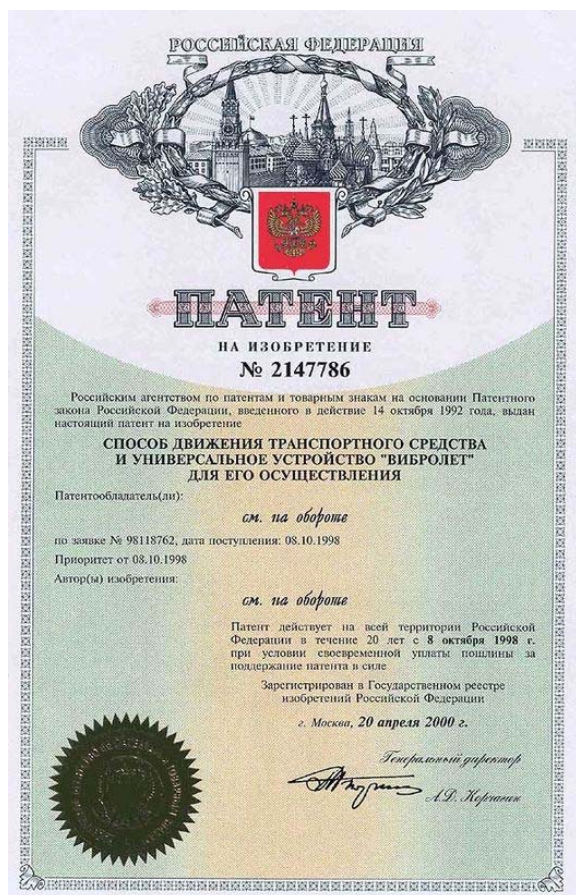 РОССИЙСКАЯ ФЕДЕРАЦИЯ
ПАТЕНТ
НА ИЗОБРЕТЕНИЕ
№ 2147786
Российским агентством по патентам и товарным знакам на основании Патентного
закона Российской Федерации, введенного в действие 14 октября 1992 года, выдан
настоящий патент на изобретение
СПОСОБ ДВИЖЕНИЯ ТРАНСПОРТНОГО СРЕДСТВА
И УНИВЕРСАЛЬНОЕ УСТРОЙСТВО "ВИБРОЛЕТ"
ДЛЯ ЕГО ОСУЩЕСТВЛЕНИЯ
Патентообладатель(ли):
см. на обороте
по заявке № 98118762, дата поступления: 08.10.1998
Приоритет от 08.10.1998
Автор(ы) изобретения:
см. на обороте
Патент действует на всей территории Российской
Федерации в течение 20 лет с 8 октября 1998 г.
при условии своевременной уплаты пошлины за
поддержание патента в силе
Зарегистрирован в Государственном реестре
изобретений Российской Федерации
г. Москва, 20 апреля 2000 г.
Генеральный директор
А.Д. Корчагин